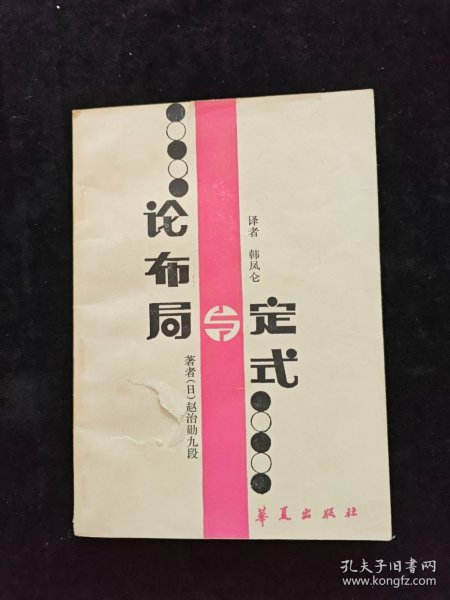 论布局
与
定式
译者 韩凤仑
著者(日)赵治勋九段
华夏出版社
孔夫子旧书网
www.kongfz.com